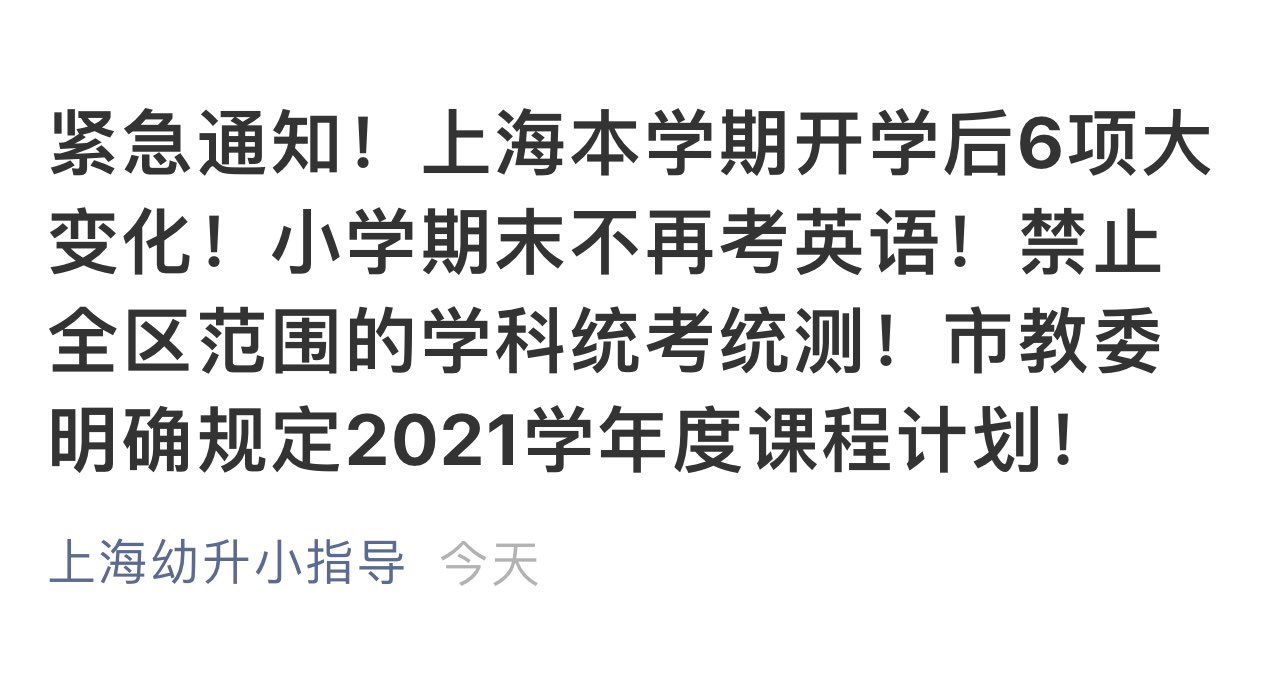 紧急通知！上海本学期开学后6项大
变化！小学期末不再考英语！禁止
全区范围的学科统考统测！市教委
明确规定2021学年度课程计划！
上海幼升小指导 今天